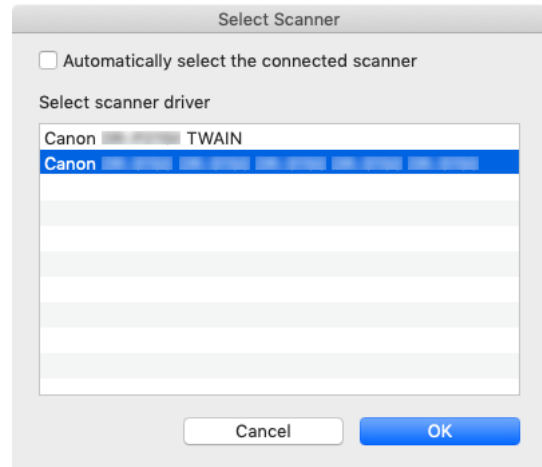 Select Scanner
Automatically select the connected scanner
Select scanner driver
Canon TWAIN
Canon
Cancel
OK